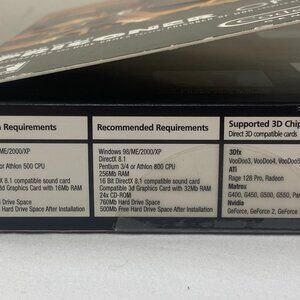 Requirements
/ME/2000/XP
or Athlon 500 CPU
compatible sound card
3d Graphics Card with 16Mb RAM
Drive Space
Hard Drive Space After Installation
Recommended Requirements
Windows 98/ME/2000/XP
DirectX 8.1
Pentium 3/4 or Athlon 800 CPU
256Mb RAM
16 Bit DirectX 8.1 compatible sound card
Compatible 3d Graphics Card with 32Mb RAM
24x CD-ROM
760Mb Hard Drive Space
500Mb Free Hard Drive Space After Installation
Supported 3D Chip
Direct 3D compatible cards
3Dfx
VooDoo3, VooDoo4, VooDoo5
ATI
Rage 128 Pro, Radeon
Matrox
G400, G450, G500, G550,
Nvidia
GeForce, GeForce 2, GeForce